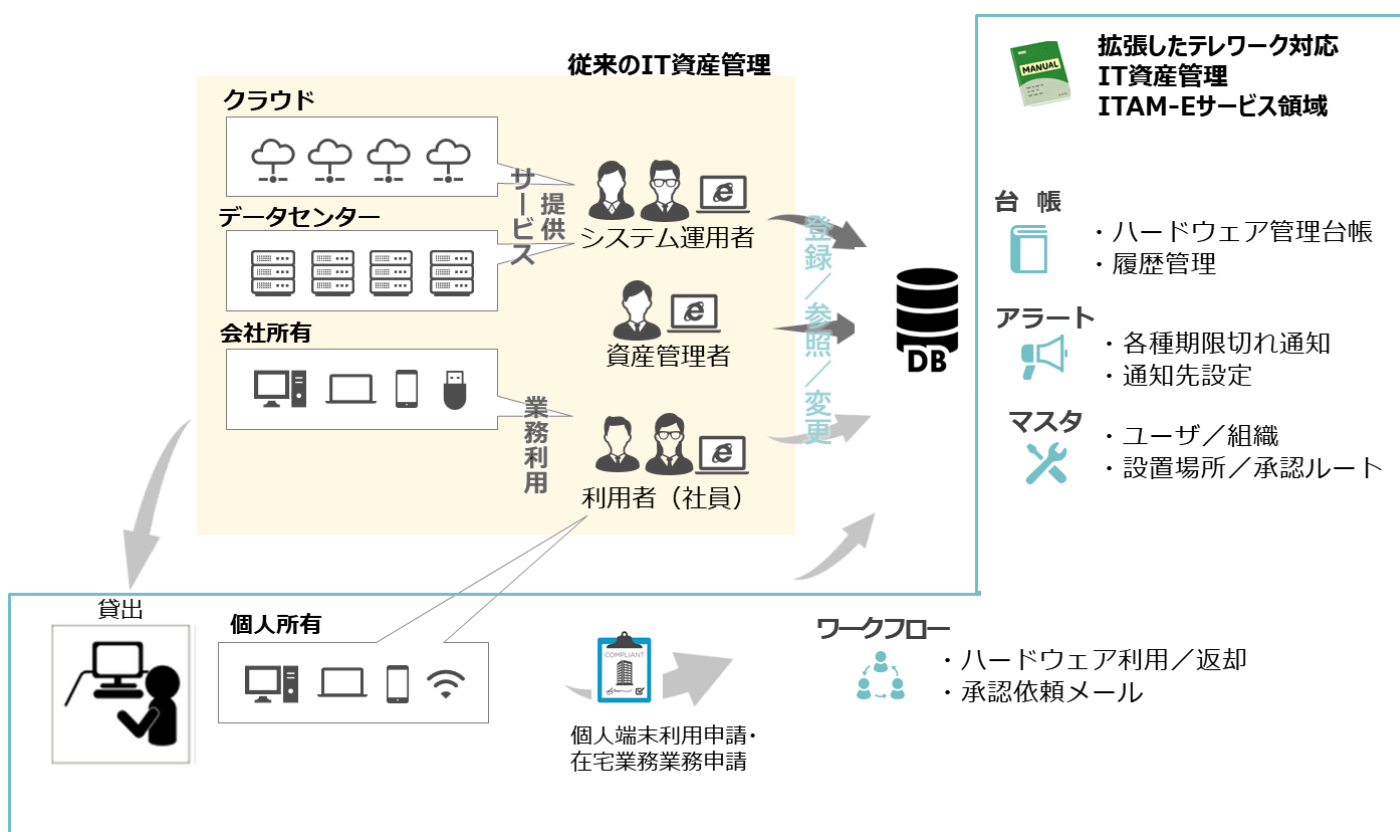 従来のIT資産管理
クラウド
データセンター
会社所有
サービス
提供
業務利用
システム運用者
資産管理者
利用者（社員）
登録／参照／変更
DB
MANUAL
拡張したテレワーク対応
IT資産管理
ITAM-Eサービス領域
台 帳
・ハードウェア管理台帳
・履歴管理
アラート
・各種期限切れ通知
・通知先設定
マスタ
・ユーザ／組織
・設置場所／承認ルート
貸出
個人所有
COMPLIANT
個人端末利用申請・
在宅業務業務申請
ワークフロー
・ハードウェア利用／返却
・承認依頼メール